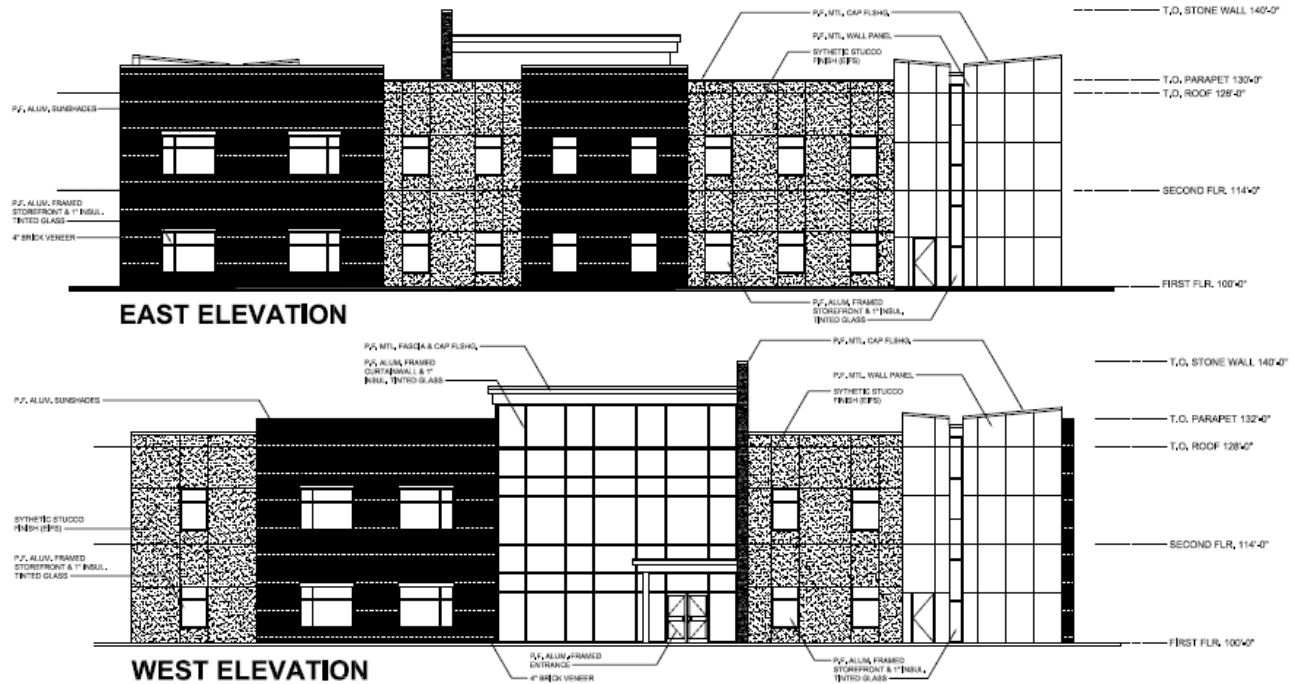 P.F. MTL. CAP FLSHG.
T.O. STONE WALL 140'-0"
P.F. MTL. WALL PANEL
SYTHETIC STUCCO
FINISH (EIFS)
T.O. PARAPET 130'-0"
T.O. ROOF 128'-0"
P.F. ALUM. SUNSHADES
SECOND FLR. 114'-0"
P.F. ALUM. FRAMED
STOREFRONT & 1" INSUL.
TINTED GLASS
4" BRICK VENEER
FIRST FLR. 100'-0"
P.F. ALUM. FRAMED
STOREFRONT & 1" INSUL.
TINTED GLASS
EAST ELEVATION
P.F. MTL. FASCIA & CAP FLSHG.
P.F. MTL. CAP FLSHG.
P.F. ALUM. FRAMED
CURTAINWALL & 1"
INSUL. TINTED GLASS
T.O. STONE WALL 140'-0"
P.F. MTL. WALL PANEL
SYTHETIC STUCCO
FINISH (EIFS)
P.F. ALUM. SUNSHADES
T.O. PARAPET 132'-0"
T.O. ROOF 128'-0"
SYTHETIC STUCCO
FINISH (EIFS)
SECOND FLR. 114'-0"
P.F. ALUM. FRAMED
STOREFRONT & 1" INSUL.
TINTED GLASS
FIRST FLR. 100'-0"
P.F. ALUM. FRAMED
ENTRANCE
4" BRICK VENEER
P.F. ALUM. FRAMED
STOREFRONT & 1" INSUL.
TINTED GLASS
WEST ELEVATION